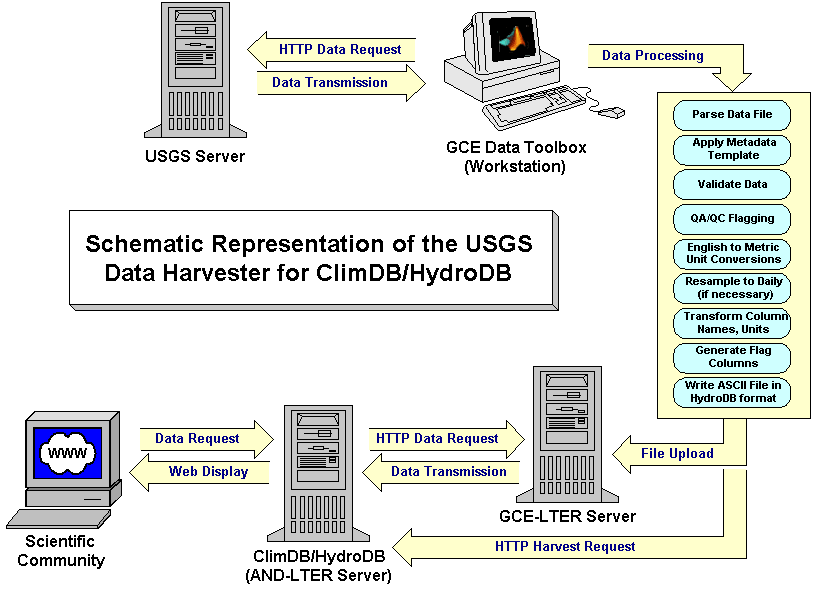 HTTP Data Request
Data Transmission
Data Processing
USGS Server
GCE Data Toolbox
(Workstation)
Parse Data File
Apply Metadata
Template
Validate Data
QA/QC Flagging
English to Metric
Unit Conversions
Resample to Daily
(if necessary)
Transform Column
Names, Units
Generate Flag
Columns
Write ASCII File in
HydroDB format
Schematic Representation of the USGS
Data Harvester for ClimDB/HydroDB
WWW
Data Request
Web Display
HTTP Data Request
Data Transmission
File Upload
GCE-LTER Server
HTTP Harvest Request
Scientific
Community
ClimDB/HydroDB
(AND-LTER Server)